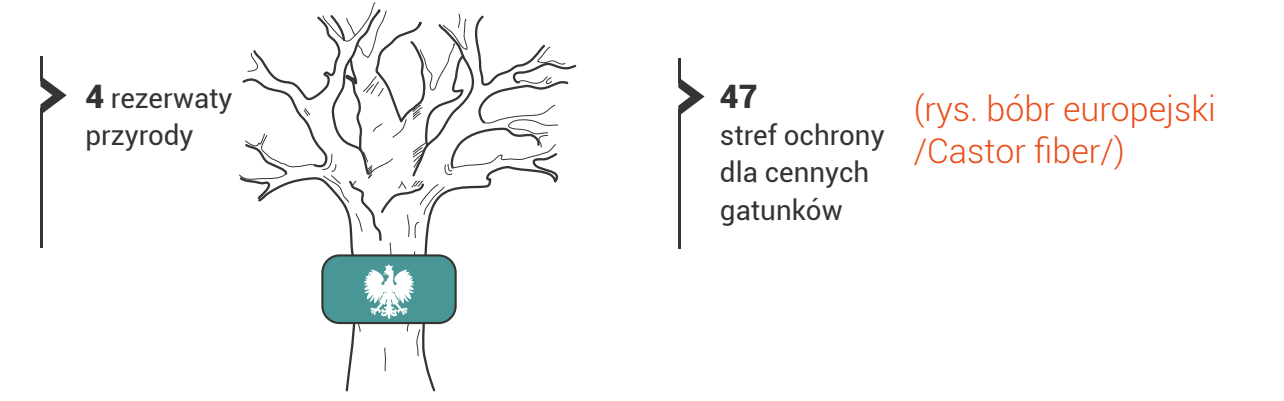 4 rezerwaty
przyrody
47
stref ochrony
dla cennych
gatunków
(rys. bóbr europejski
/Castor fiber/)